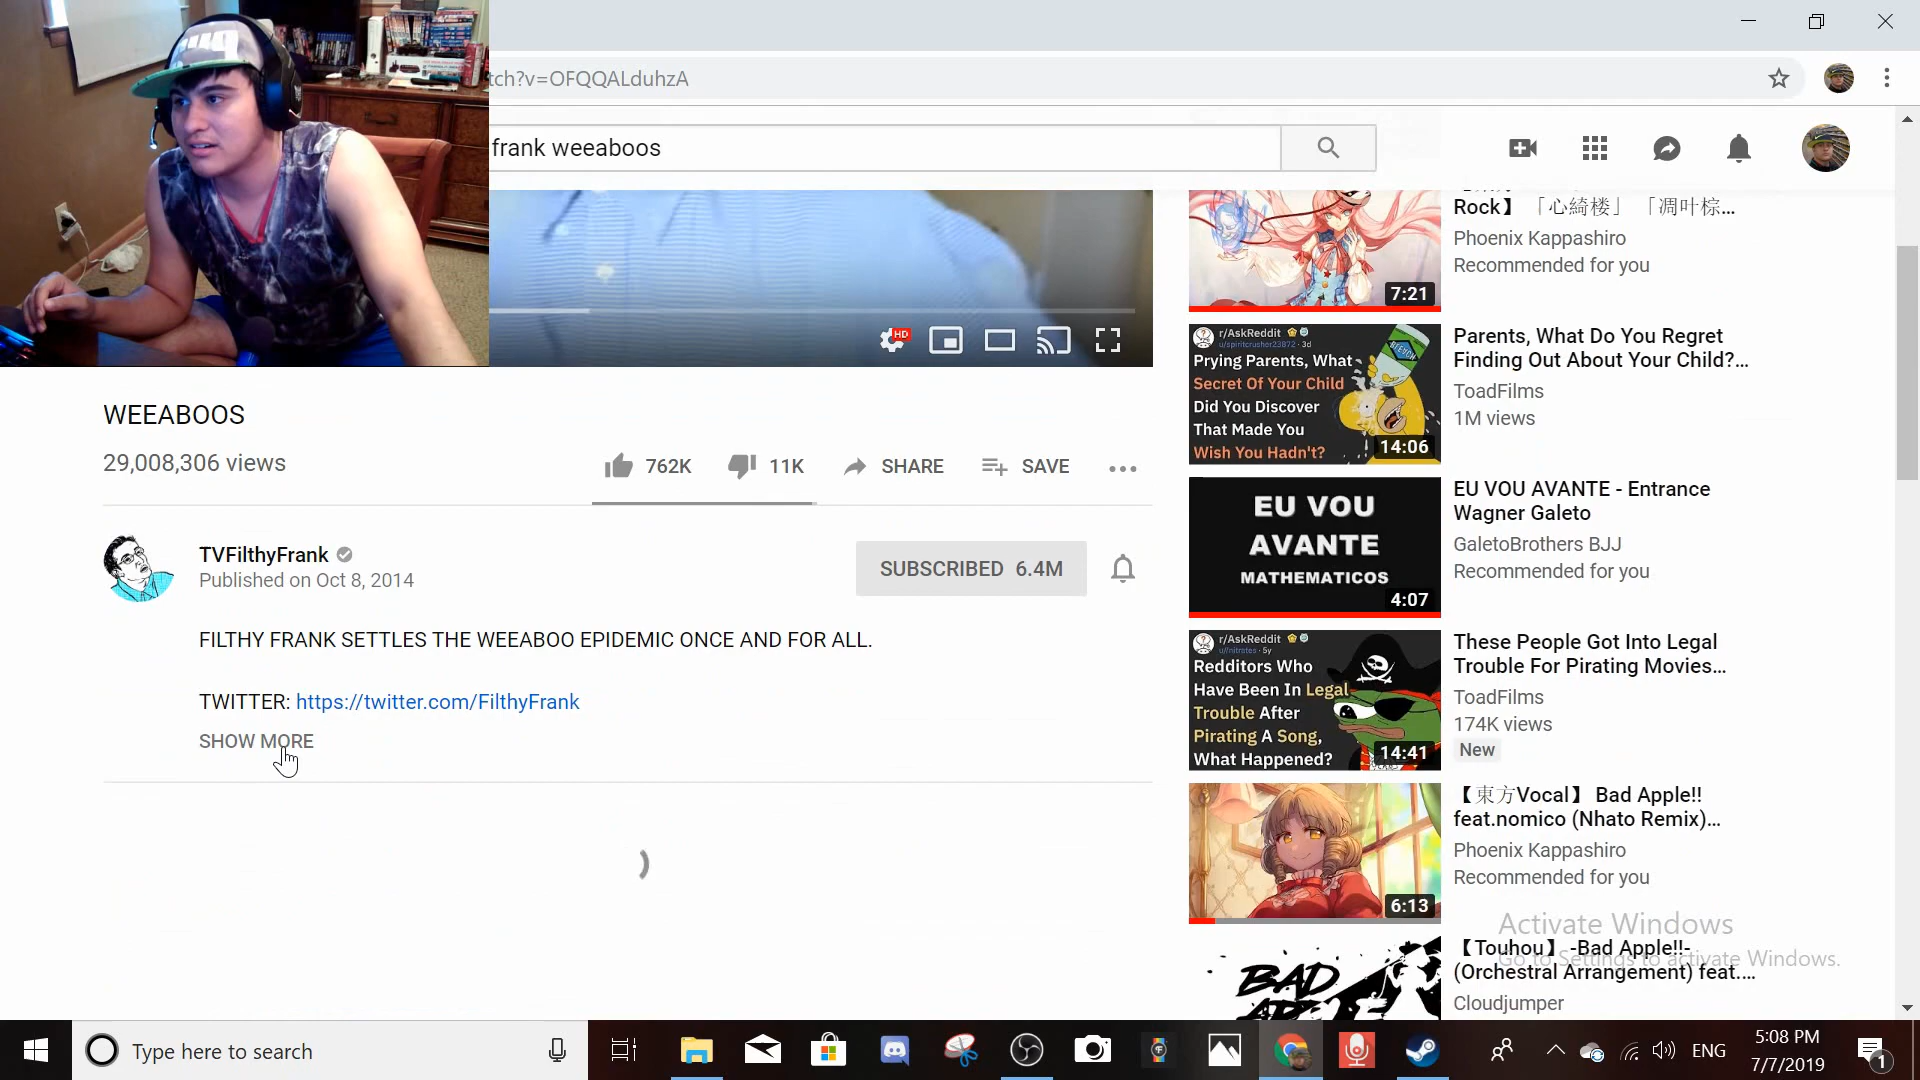 tch?v=OFQQALduhzA
frank weeaboos
WEEABOOS
29,008,306 views
762K
11K
SHARE
SAVE
TVFilthyFrank
Published on Oct 8, 2014
SUBSCRIBED 6.4M
FILTHY FRANK SETTLES THE WEEABOO EPIDEMIC ONCE AND FOR ALL.
TWITTER: https://twitter.com/FilthyFrank
SHOW MORE
7:21
Rock】 「心綺楼」 「凋叶棕...
Phoenix Kappashiro
Recommended for you
r/AskReddit
u/spiritcrusher23872 · 3d
Prying Parents, What
Secret Of Your Child
Did You Discover
That Made You
Wish You Hadn't?
BLEACH
14:06
Parents, What Do You Regret
Finding Out About Your Child?...
ToadFilms
1M views
EU VOU
AVANTE
MATHEMATICOS
4:07
EU VOU AVANTE - Entrance
Wagner Galeto
GaletoBrothers BJJ
Recommended for you
r/AskReddit
u/nitrates · 5y
Redditors Who
Have Been In Legal
Trouble After
Pirating A Song,
What Happened?
14:41
These People Got Into Legal
Trouble For Pirating Movies...
ToadFilms
174K views
New
6:13
【東方Vocal】 Bad Apple!!
feat.nomico (Nhato Remix)...
Phoenix Kappashiro
Recommended for you
BAD
【Touhou】 -Bad Apple!!-
(Orchestral Arrangement) feat....
Cloudjumper
Activate Windows
Go to Settings to activate Windows.
Type here to search
ENG
5:08 PM
7/7/2019
1
HD